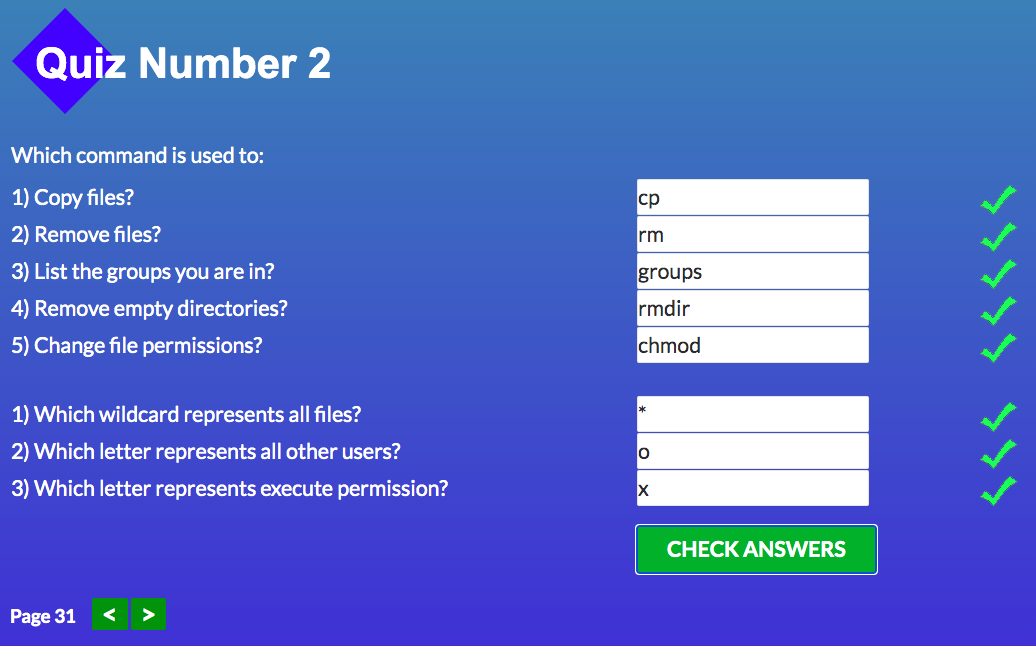 Quiz Number 2
Which command is used to:
1) Copy files? cp
2) Remove files? rm
3) List the groups you are in? groups
4) Remove empty directories? rmdir
5) Change file permissions? chmod
1) Which wildcard represents all files? *
2) Which letter represents all other users? o
3) Which letter represents execute permission? x
CHECK ANSWERS
Page 31 < >